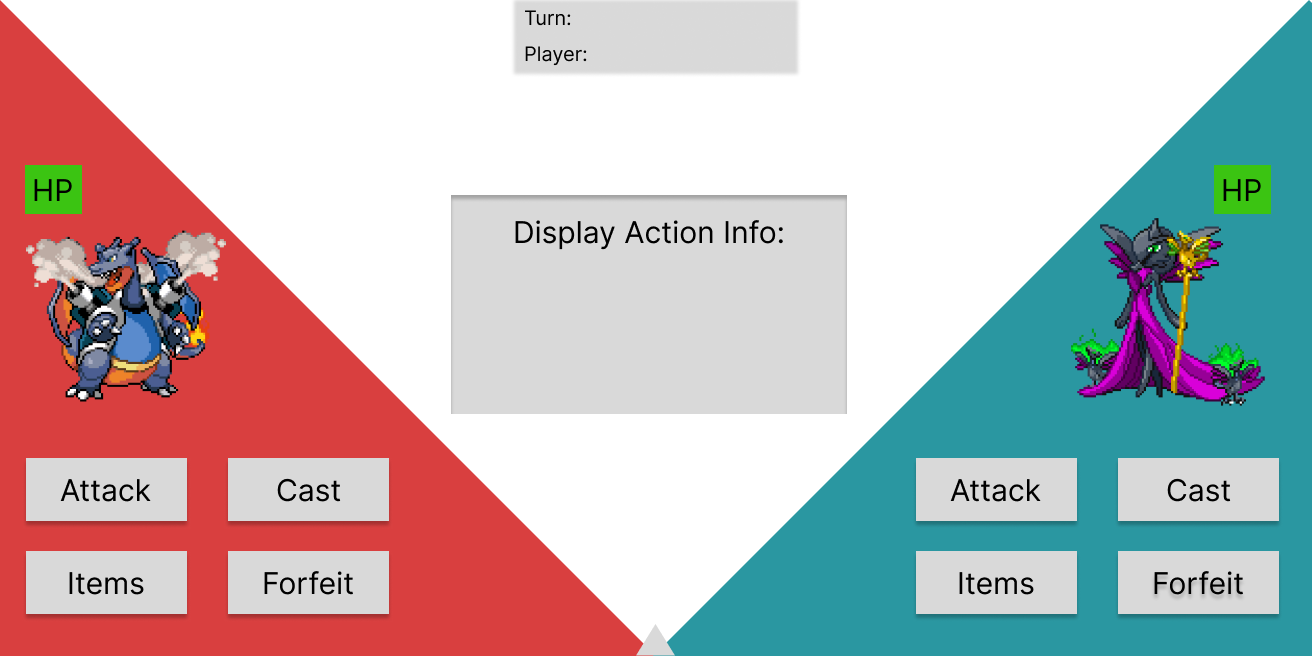 Turn:
Player:
HP
HP
Display Action Info:
Attack
Cast
Attack
Cast
Items
Forfeit
Items
Forfeit